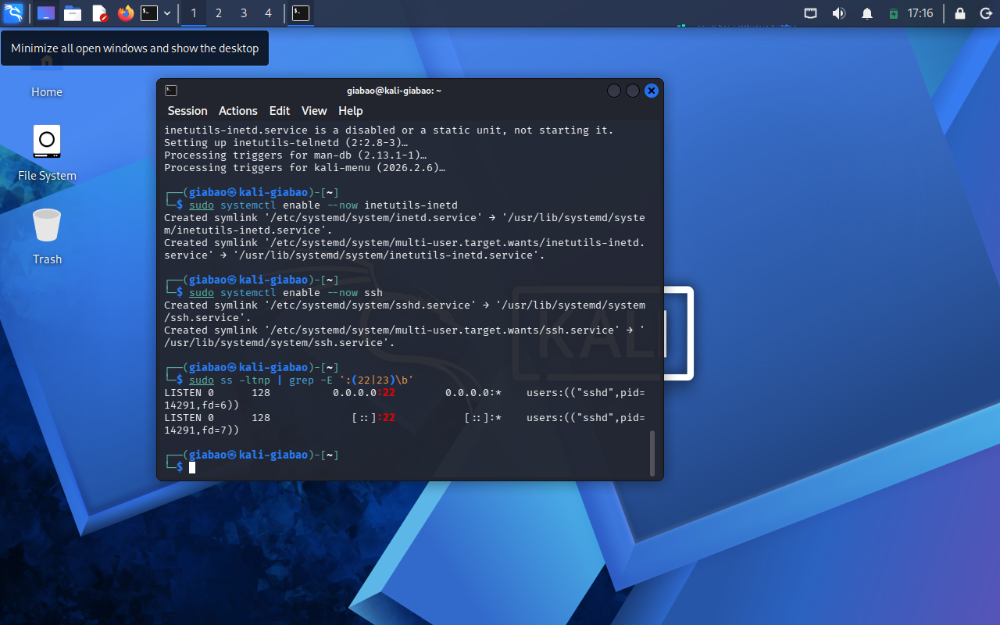 1 2 3 4
17:16
Minimize all open windows and show the desktop
Home
File System
Trash
giabao@kali-giabao: ~
Session Actions Edit View Help
inetutils-inetd.service is a disabled or a static unit, not starting it.
Setting up inetutils-telnetd (2:2.8-3)…
Processing triggers for man-db (2.13.1-1)…
Processing triggers for kali-menu (2026.2.6)…
┌──(giabao㉿kali-giabao)-[~]
└─$ sudo systemctl enable --now inetutils-inetd
Created symlink '/etc/systemd/system/inetd.service' → '/usr/lib/systemd/syste
m/inetutils-inetd.service'.
Created symlink '/etc/systemd/system/multi-user.target.wants/inetutils-inetd.
service' → '/usr/lib/systemd/system/inetutils-inetd.service'.
┌──(giabao㉿kali-giabao)-[~]
└─$ sudo systemctl enable --now ssh
Created symlink '/etc/systemd/system/sshd.service' → '/usr/lib/systemd/system
/ssh.service'.
Created symlink '/etc/systemd/system/multi-user.target.wants/ssh.service' → '
/usr/lib/systemd/system/ssh.service'.
┌──(giabao㉿kali-giabao)-[~]
└─$ sudo ss -ltnp | grep -E ':(22|23)\b'
LISTEN 0      128          0.0.0.0:22        0.0.0.0:*    users:(("sshd",pid=
14291,fd=6))
LISTEN 0      128             [::]:22           [::]:*    users:(("sshd",pid=
14291,fd=7))
┌──(giabao㉿kali-giabao)-[~]
└─$
KALI